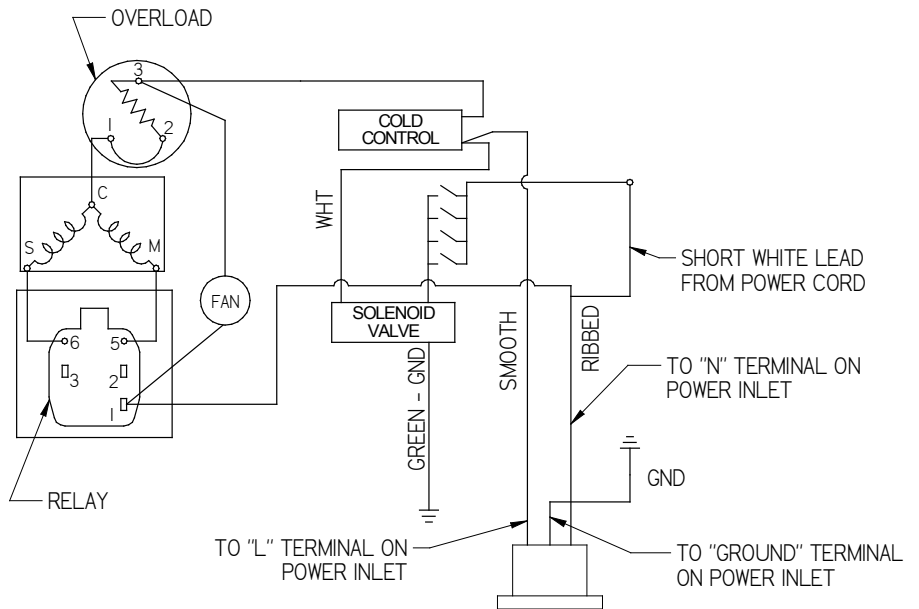 OVERLOAD
3
1
2
COLD
CONTROL
C
S
M
WHT
SHORT WHITE LEAD
FROM POWER CORD
FAN
SOLENOID
VALVE
6
5
3
2
1
SMOOTH
RIBBED
GREEN - GND
TO "N" TERMINAL ON
POWER INLET
GND
RELAY
TO "L" TERMINAL ON
POWER INLET
TO "GROUND" TERMINAL
ON POWER INLET